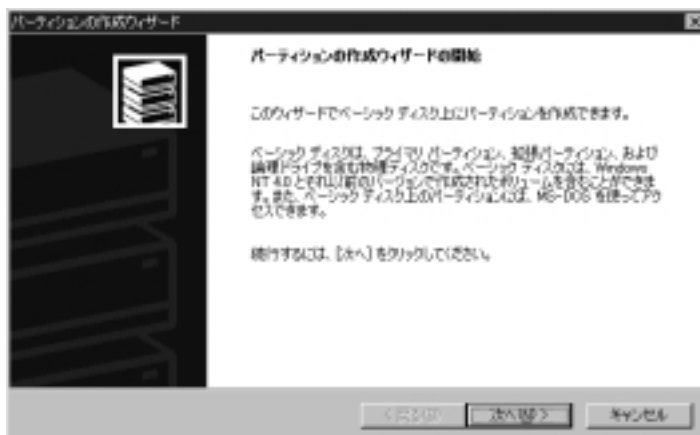 パーティションの作成ウィザード
パーティションの作成ウィザードの開始
このウィザードでベーシック ディスク上にパーティションを作成できます。
ベーシック ディスクは、プライマリ パーティション、拡張パーティション、および
論理ドライブを含む物理ディスクです。ベーシック ディスクには、Windows
NT 4.0 とそれ以前のバージョンで作成されたボリュームを含むことができま
す。また、ベーシック ディスク上のパーティションには、MS-DOS を使ってアク
セスできます。
続行するには、[次へ] をクリックしてください。
< 戻る(B) 次へ(N) > キャンセル